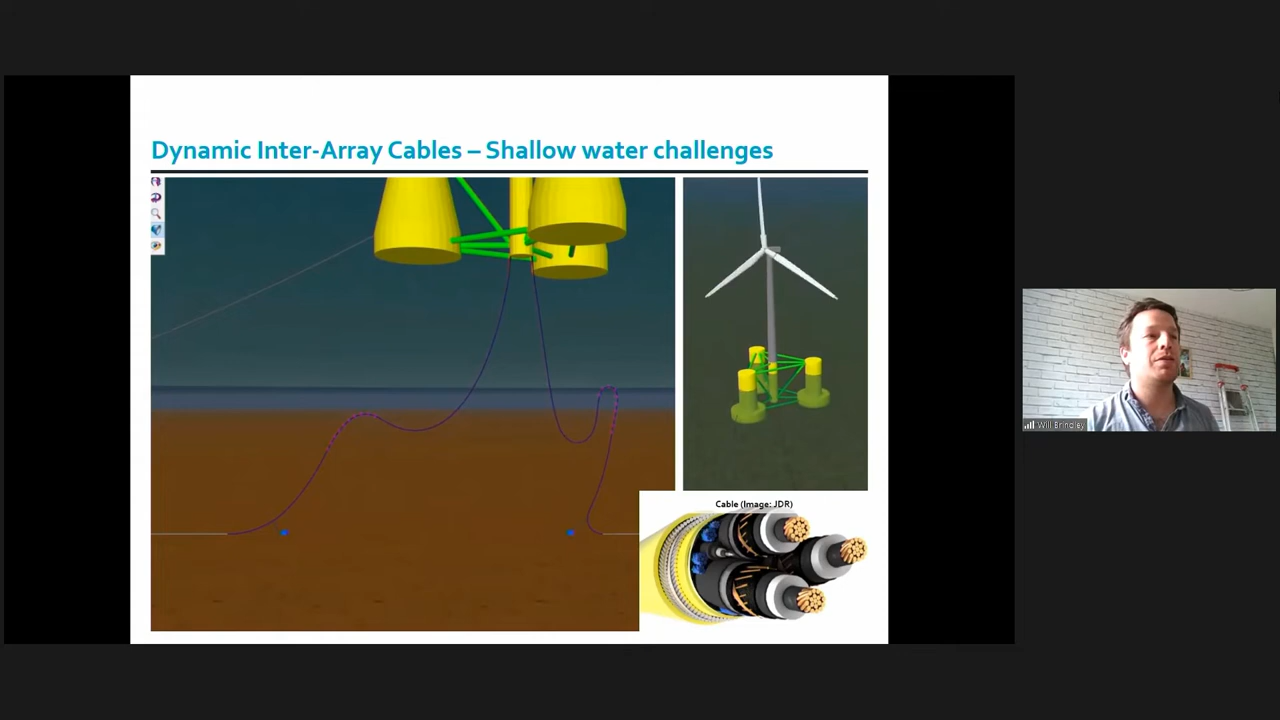 Dynamic Inter-Array Cables – Shallow water challenges
Cable (Image: JDR)
Will Brindley